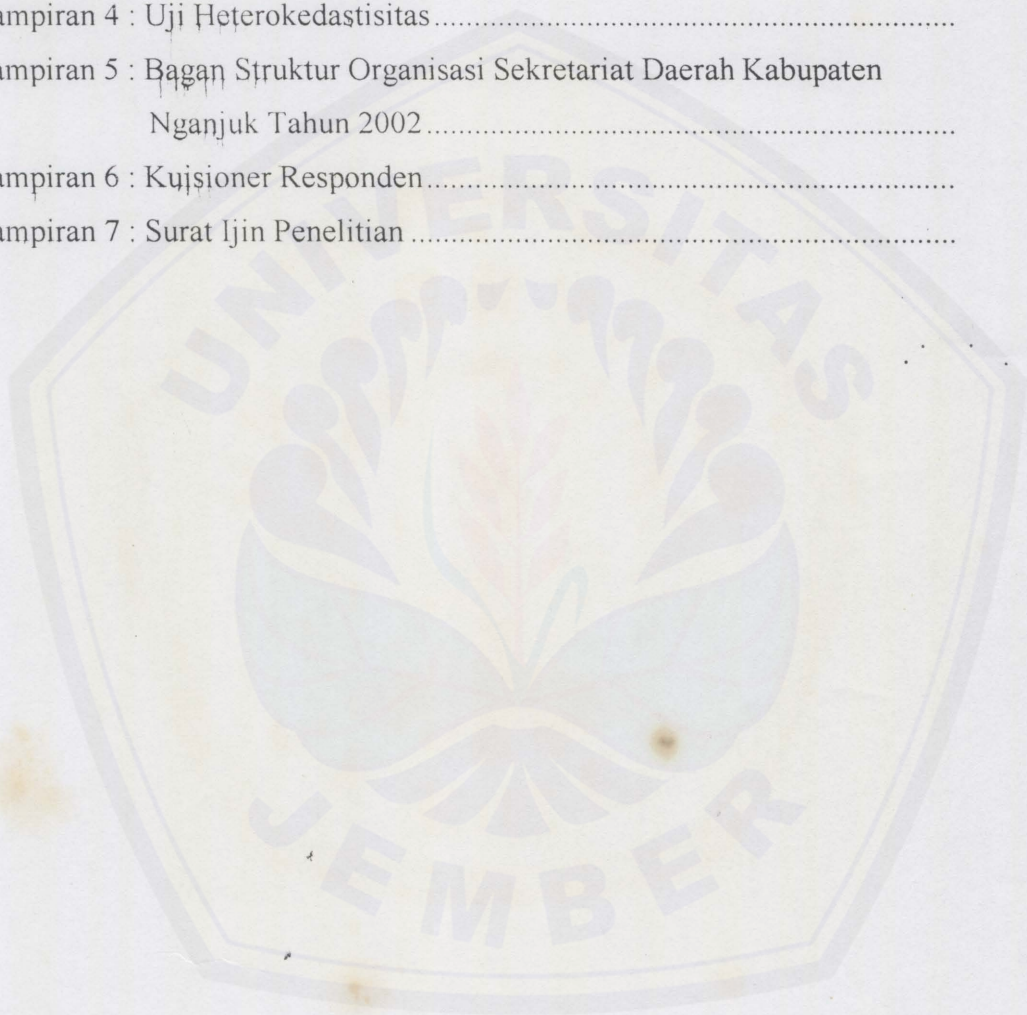 ampiran 4 : Uji Heterokedastisitas
ampiran 5 : Bagan Struktur Organisasi Sekretariat Daerah Kabupaten
Nganjuk Tahun 2002
ampiran 6 : Kuisioner Responden
ampiran 7 : Surat Ijin Penelitian
UNIVERSITAS
JEMBER